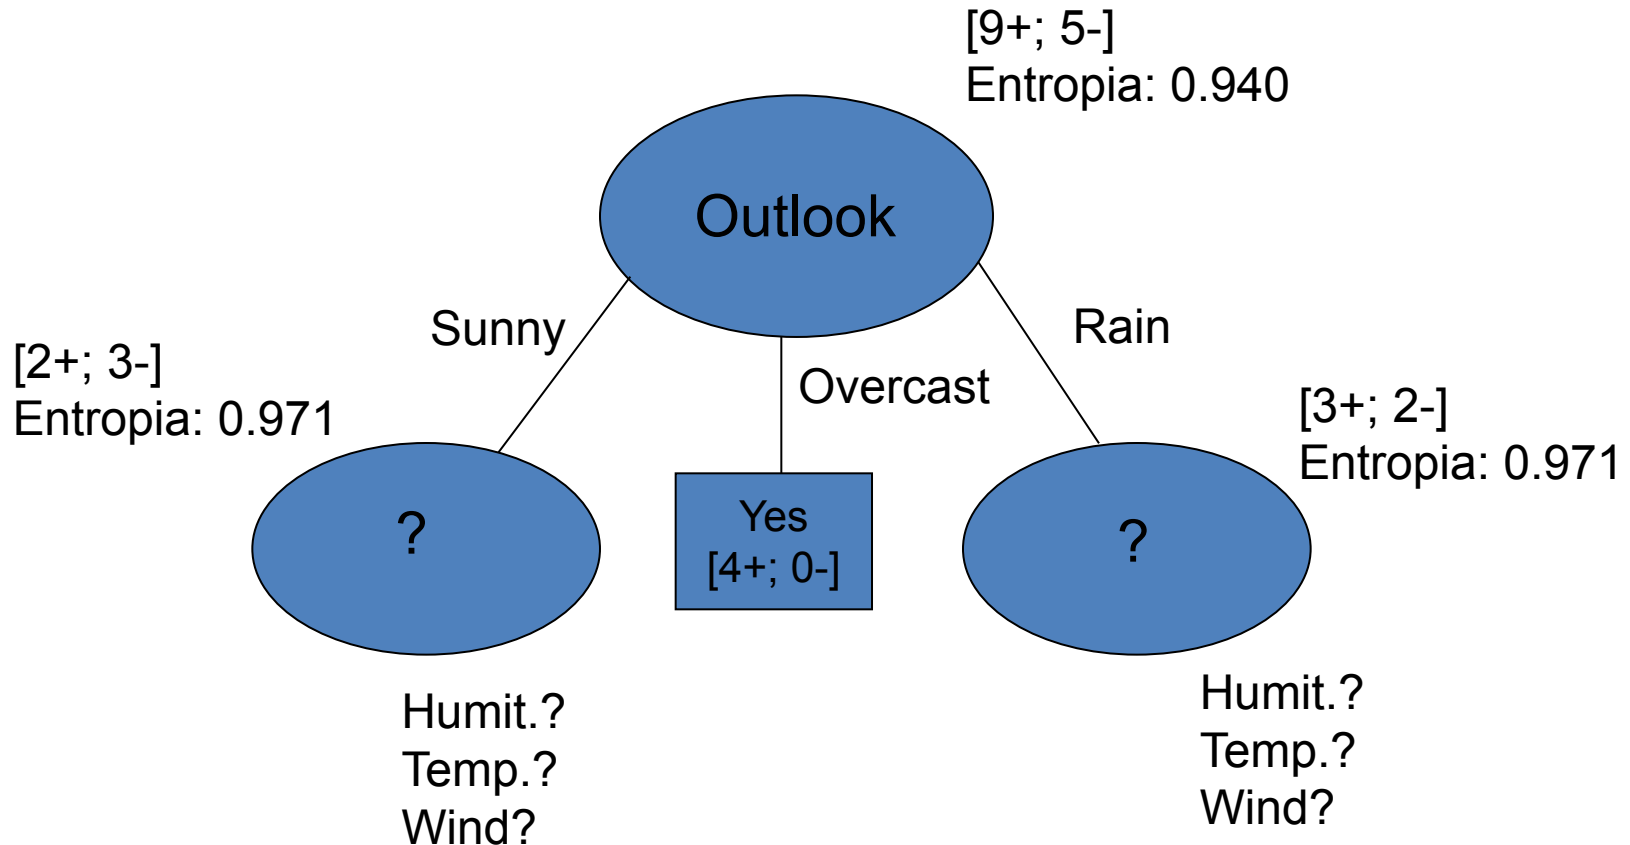 [9+; 5-]
Entropia: 0.940
Outlook
Sunny
Rain
[2+; 3-]
Entropia: 0.971
Overcast
[3+; 2-]
Entropia: 0.971
?
Yes
[4+; 0-]
?
Humit.?
Temp.?
Wind?
Humit.?
Temp.?
Wind?